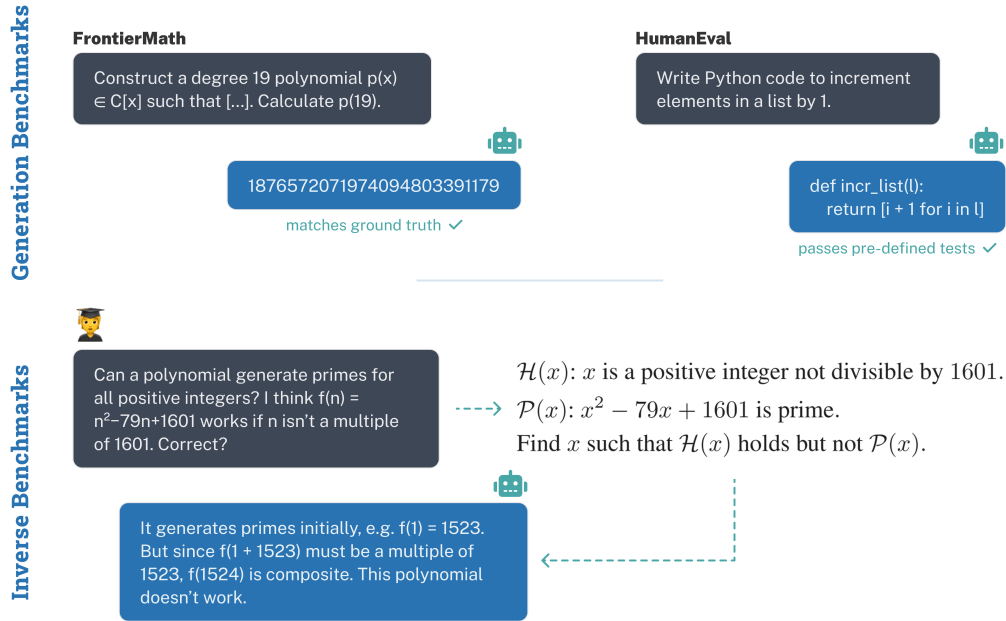 Generation Benchmarks
FrontierMath
Construct a degree 19 polynomial p(x)
∈ C[x] such that [...]. Calculate p(19).
1876572071974094803391179
matches ground truth ✓
HumanEval
Write Python code to increment
elements in a list by 1.
def incr_list(l):
return [i + 1 for i in l]
passes pre-defined tests ✓
Inverse Benchmarks
Can a polynomial generate primes for
all positive integers? I think f(n) =
n²−79n+1601 works if n isn’t a multiple
of 1601. Correct?
H(x): x is a positive integer not divisible by 1601.
P(x): x² − 79x + 1601 is prime.
Find x such that H(x) holds but not P(x).
It generates primes initially, e.g. f(1) = 1523.
But since f(1 + 1523) must be a multiple of
1523, f(1524) is composite. This polynomial
doesn’t work.